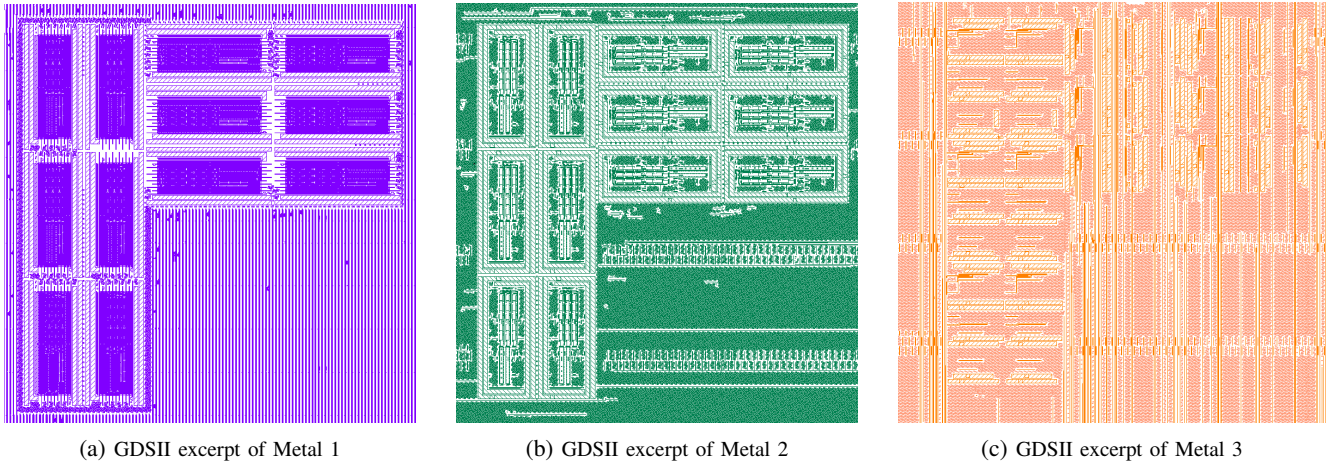 (a) GDSII excerpt of Metal 1
(b) GDSII excerpt of Metal 2
(c) GDSII excerpt of Metal 3